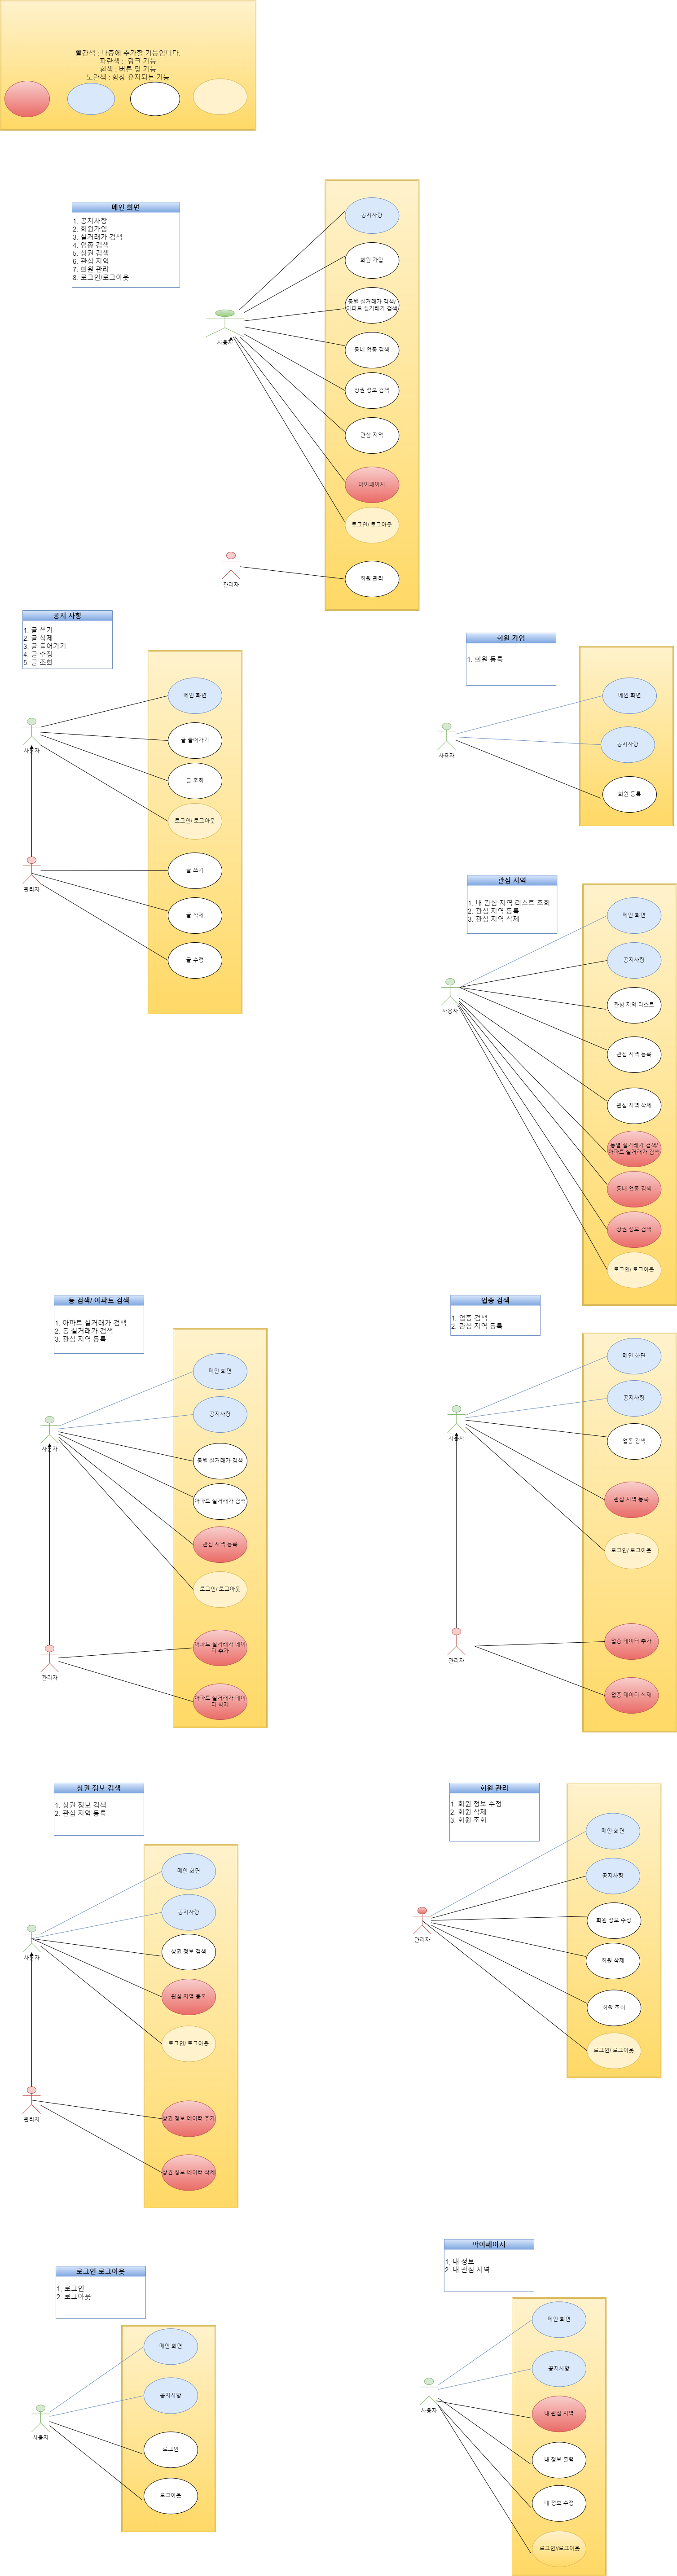 빨간색 : 나중에 추가할 기능입니다.
파란색 : 링크 기능
흰색 : 버튼 및 기능
노란색 : 항상 유지되는 기능
메인 화면
1. 공지사항
2. 회원가입
3. 실거래가 검색
4. 업종 검색
5. 상권 검색
6. 관심 지역
7. 회원 관리
8. 로그인/로그아웃
공지사항
회원 가입
동별 실거래가 검색/
아파트 실거래가 검색
동네 업종 검색
상권 정보 검색
관심 지역
마이페이지
로그인/ 로그아웃
회원 관리
사용자
관리자
공지 사항
1. 글 쓰기
2. 글 삭제
3. 글 들어가기
4. 글 수정
5. 글 조회
메인 화면
글 들어가기
글 조회
로그인/ 로그아웃
글 쓰기
글 삭제
글 수정
사용자
관리자
회원 가입
1. 회원 등록
메인 화면
공지사항
회원 등록
사용자
관심 지역
1. 내 관심 지역 리스트 조회
2. 관심 지역 등록
3. 관심 지역 삭제
메인 화면
공지사항
관심 지역 리스트
관심 지역 등록
관심 지역 삭제
동별 실거래가 검색/
아파트 실거래가 검색
동네 업종 검색
상권 정보 검색
로그인/ 로그아웃
사용자
동 검색/ 아파트 검색
1. 아파트 실거래가 검색
2. 동 실거래가 검색
3. 관심 지역 등록
메인 화면
공지사항
동별 실거래가 검색
아파트 실거래가 검색
관심 지역 등록
로그인/ 로그아웃
아파트 실거래가 데이
터 추가
아파트 실거래가 데이
터 삭제
사용자
관리자
업종 검색
1. 업종 검색
2. 관심 지역 등록
메인 화면
공지사항
업종 검색
관심 지역 등록
로그인/ 로그아웃
업종 데이터 추가
업종 데이터 삭제
사용자
관리자
상권 정보 검색
1. 상권 정보 검색
2. 관심 지역 등록
메인 화면
공지사항
상권 정보 검색
관심 지역 등록
로그인/ 로그아웃
상권 정보 데이터 추가
상권 정보 데이터 삭제
사용자
관리자
회원 관리
1. 회원 정보 수정
2. 회원 삭제
3. 회원 조회
메인 화면
공지사항
회원 정보 수정
회원 삭제
회원 조회
로그인/ 로그아웃
관리자
로그인 로그아웃
1, 로그인
2. 로그아웃
메인 화면
공지사항
로그인
로그아웃
사용자
마이페이지
1, 내 정보
2. 내 관심 지역
메인 화면
공지사항
내 관심 지역
내 정보 출력
내 정보 수정
로그인//로그아웃
사용자